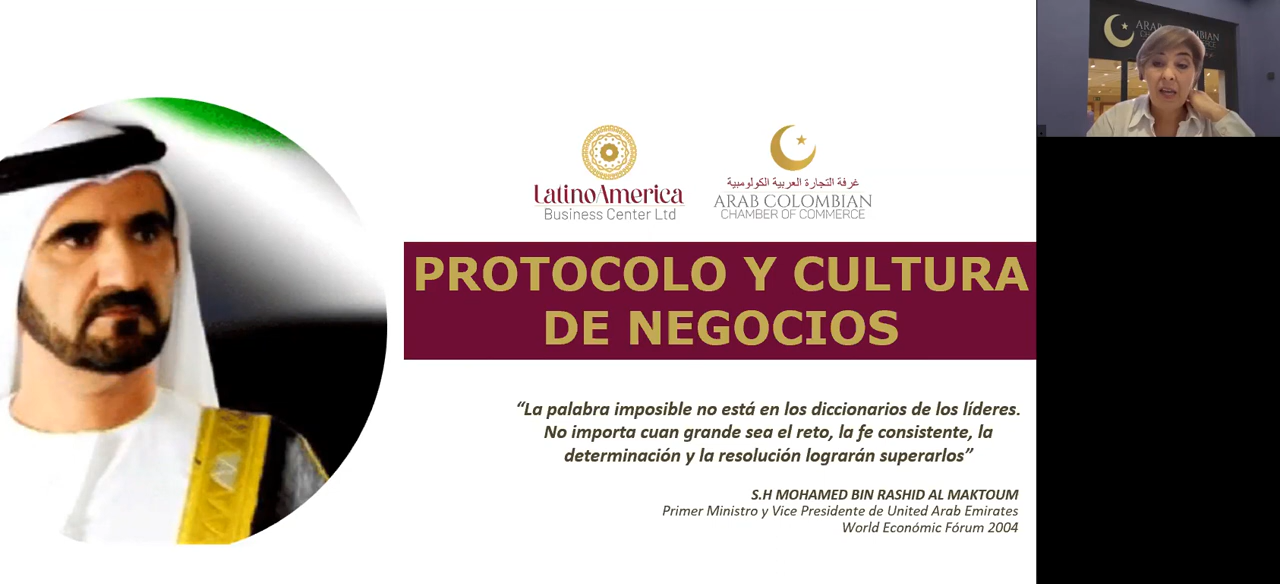 LatinoAmerica
Business Center Ltd
غرفة التجارة العربية الكولومبية
ARAB COLOMBIAN
CHAMBER OF COMMERCE
PROTOCOLO Y CULTURA
DE NEGOCIOS
“La palabra imposible no está en los diccionarios de los líderes.
No importa cuan grande sea el reto, la fe consistente, la
determinación y la resolución lograrán superarlos”
S.H MOHAMED BIN RASHID AL MAKTOUM
Primer Ministro y Vice Presidente de United Arab Emirates
World Económic Fórum 2004